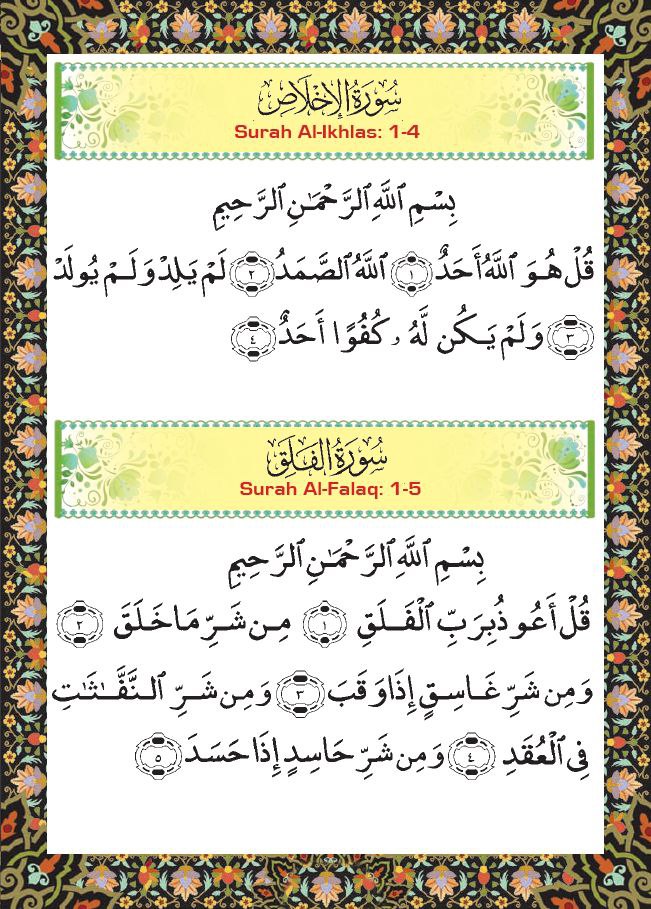 سُورَةُ الإِخْلَاصِ
Surah Al-Ikhlas: 1-4
بِسْمِ ٱللَّهِ ٱلرَّحْمَٰنِ ٱلرَّحِيمِ
قُلْ هُوَ ٱللَّهُ أَحَدٌ ١ ٱللَّهُ ٱلصَّمَدُ ٢ لَمْ يَلِدْ وَلَمْ يُولَدْ
٣ وَلَمْ يَكُن لَّهُۥ كُفُوًا أَحَدٌ ٤
سُورَةُ الفَلَقِ
Surah Al-Falaq: 1-5
بِسْمِ ٱللَّهِ ٱلرَّحْمَٰنِ ٱلرَّحِيمِ
قُلْ أَعُوذُ بِرَبِّ ٱلْفَلَقِ ١ مِن شَرِّ مَا خَلَقَ ٢
وَمِن شَرِّ غَاسِقٍ إِذَا وَقَبَ ٣ وَمِن شَرِّ ٱلنَّفَّٰثَٰتِ
فِى ٱلْعُقَدِ ٤ وَمِن شَرِّ حَاسِدٍ إِذَا حَسَدَ ٥